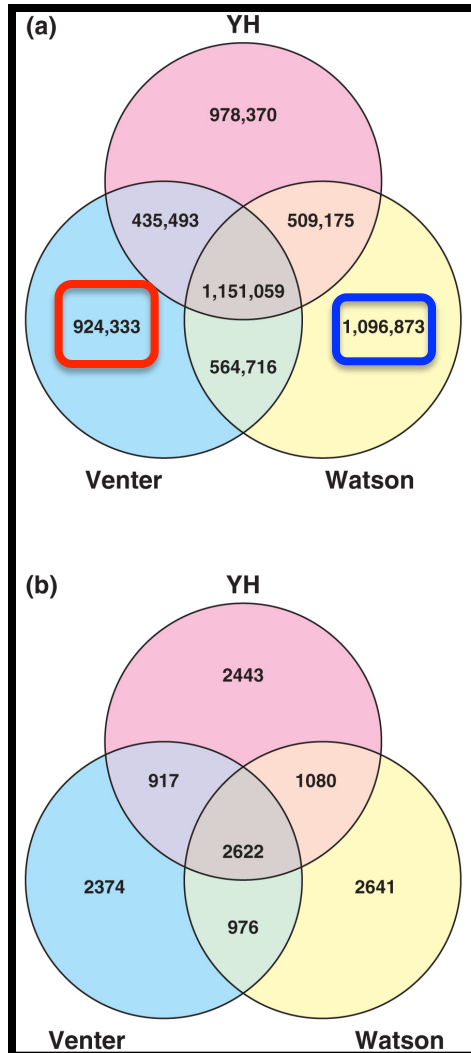 (a)
YH
978,370
435,493
509,175
1,151,059
924,333
1,096,873
564,716
Venter
Watson
(b)
YH
2443
917
1080
2622
2374
2641
976
Venter
Watson